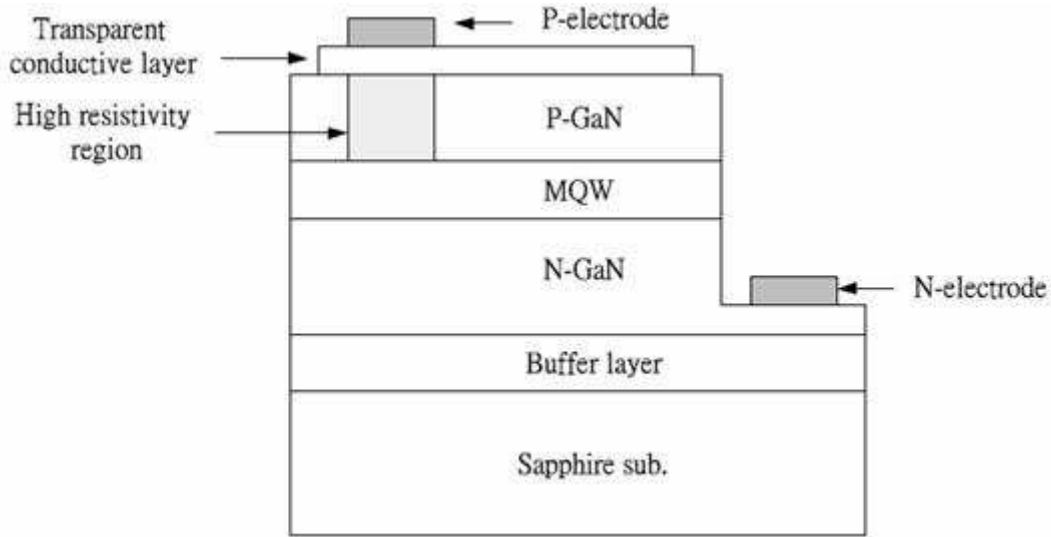 P-electrode
Transparent
conductive layer
High resistivity
region
P-GaN
MQW
N-GaN
N-electrode
Buffer layer
Sapphire sub.